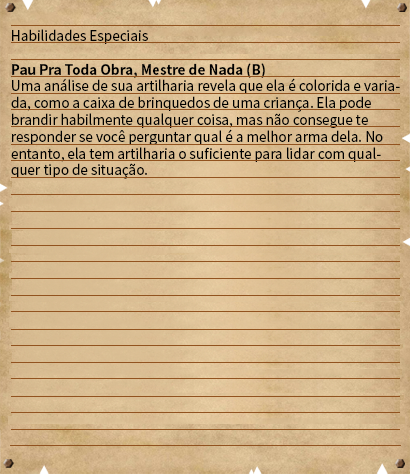 Habilidades Especiais
Pau Pra Toda Obra, Mestre de Nada (B)
Uma análise de sua artilharia revela que ela é colorida e varia-
da, como a caixa de brinquedos de uma criança. Ela pode
brandir habilmente qualquer coisa, mas não consegue te
responder se você perguntar qual é a melhor arma dela. No
entanto, ela tem artilharia o suficiente para lidar com qual-
quer tipo de situação.